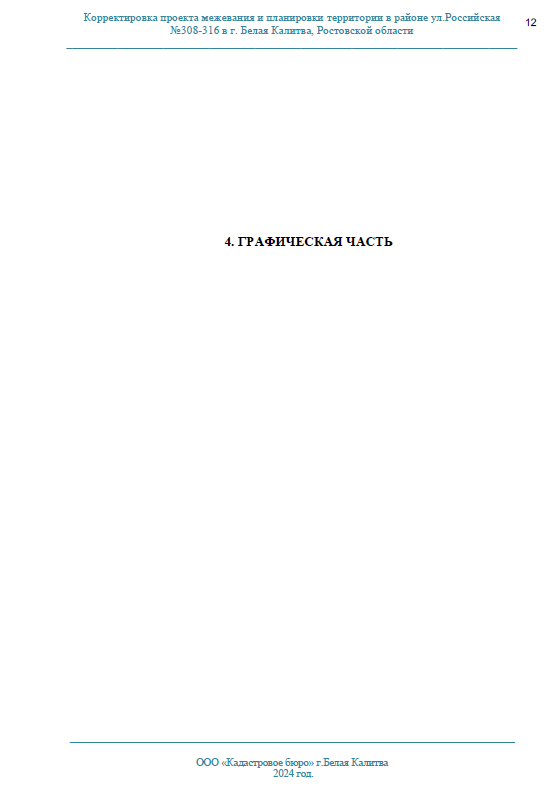 Корректировка проекта межевания и планировки территории в районе ул.Российская
12
№308-316 в г. Белая Калитва, Ростовской области
4. ГРАФИЧЕСКАЯ ЧАСТЬ
ООО «Кадастровое бюро» г.Белая Калитва
2024 год.